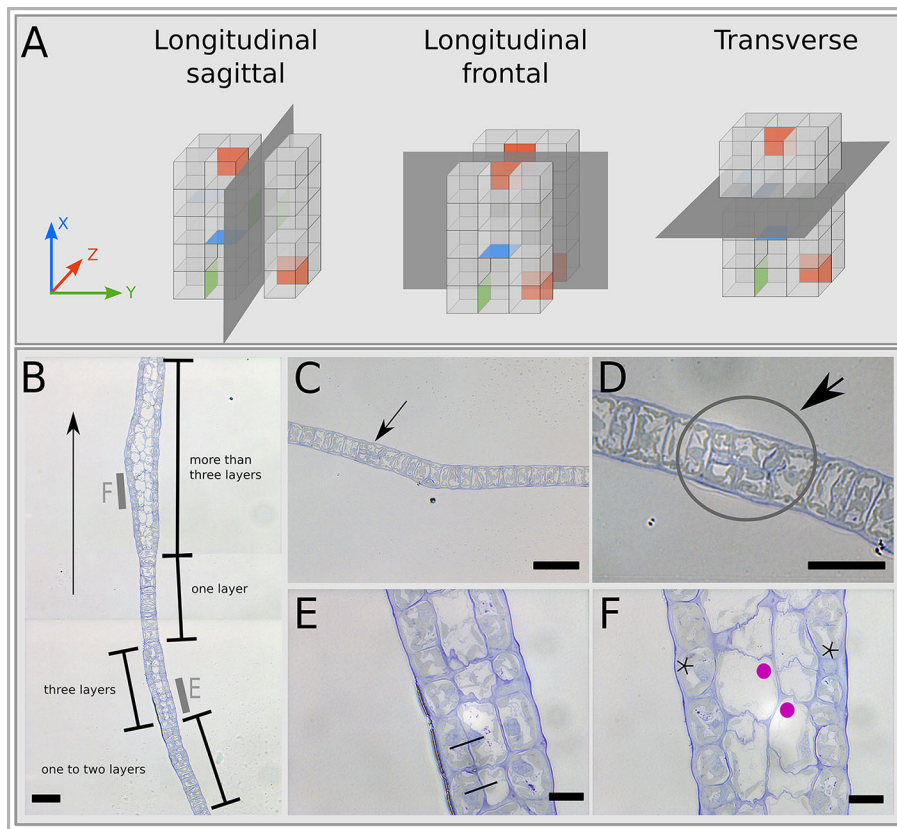 A
Longitudinal
sagittal
Longitudinal
frontal
Transverse
X
Z
Y
B
more than
three layers
F
one layer
three layers
E
one to two layers
C
D
E
F